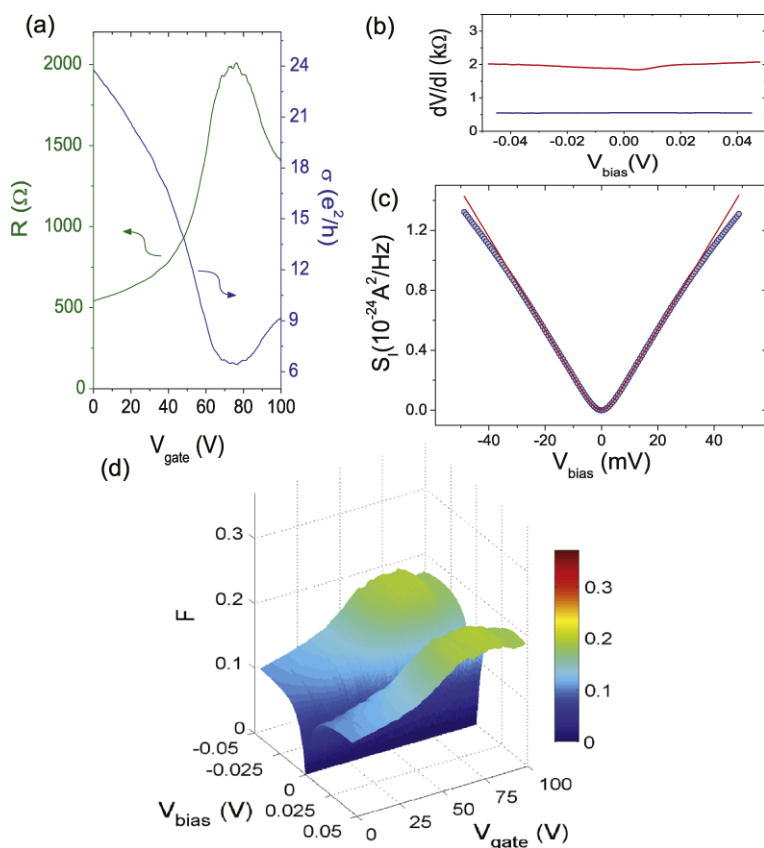 (a)
2000
1500
1000
500
0
R (Ω)
24
21
18
15
12
9
6
σ (e²/h)
0 20 40 60 80 100
V_gate (V)
(b)
3
2
1
0
dV/dI (kΩ)
-0.04 -0.02 0.00 0.02 0.04
V_bias(V)
(c)
1.2
0.8
0.4
0.0
S_I(10⁻²⁴A²/Hz)
-40 -20 0 20 40
V_bias (mV)
(d)
0.3
0.2
0.1
0
F
-0.05
-0.025
0
0.025
0.05
V_bias (V)
0
25
50
75
100
V_gate (V)
0.3
0.2
0.1
0